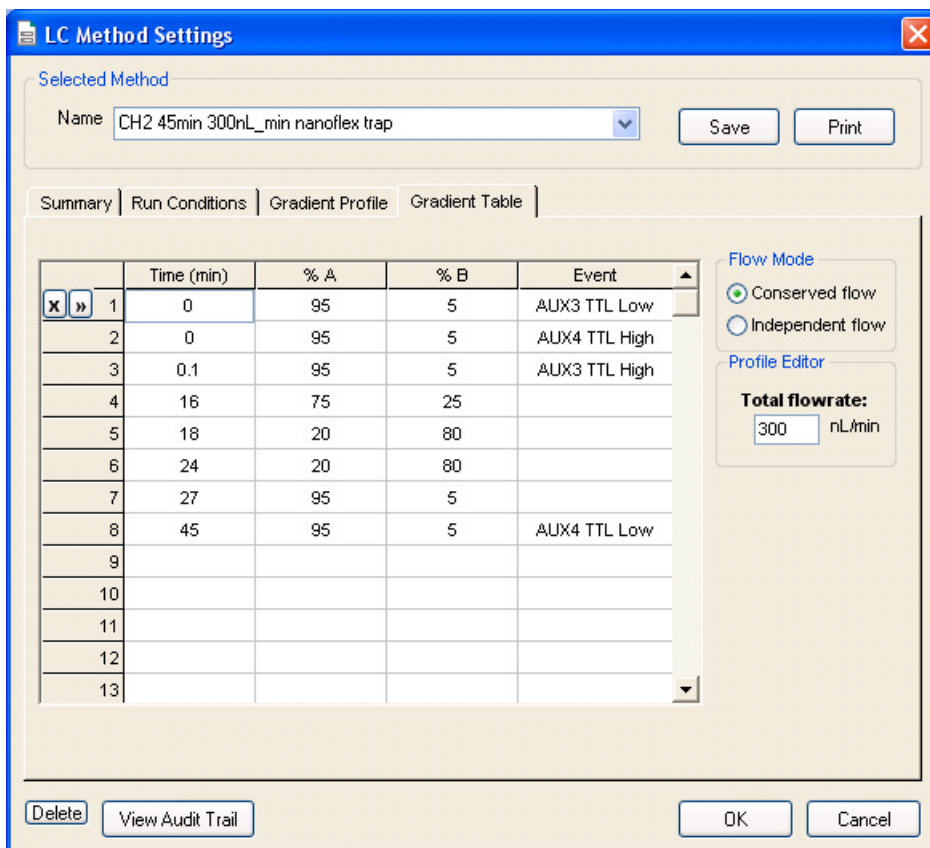 LC Method Settings
Selected Method
Name CH2 45min 300nL_min nanoflex trap Save Print
Summary Run Conditions Gradient Profile Gradient Table
Time (min) % A % B Event
x » 1 0 95 5 AUX3 TTL Low
2 0 95 5 AUX4 TTL High
3 0.1 95 5 AUX3 TTL High
4 16 75 25
5 18 20 80
6 24 20 80
7 27 95 5
8 45 95 5 AUX4 TTL Low
9
10
11
12
13
Flow Mode
Conserved flow
Independent flow
Profile Editor
Total flowrate:
300 nL/min
Delete View Audit Trail OK Cancel